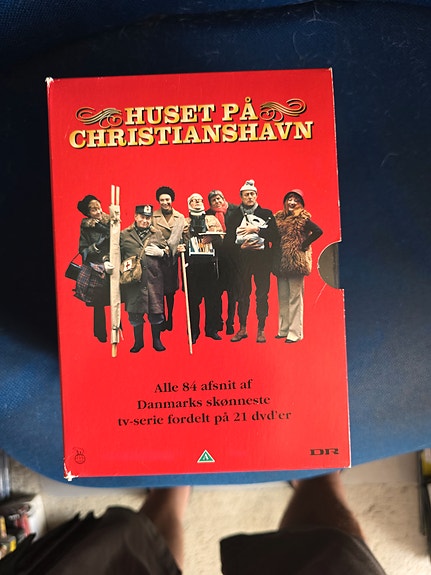 HUSET PÅ
CHRISTIANSHAVN
Alle 84 afsnit af
Danmarks skønneste
tv-serie fordelt på 21 dvd'er
DR